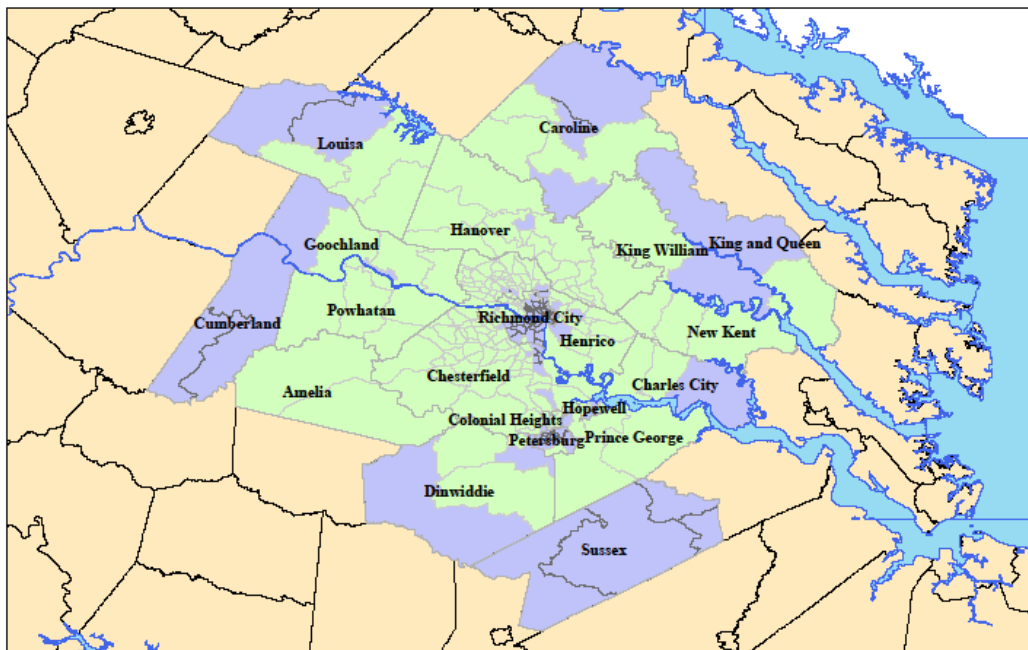 Caroline
Louisa
Hanover
Goochland
King William
King and Queen
Powhatan
Cumberland
Richmond City
Henrico
New Kent
Chesterfield
Charles City
Amelia
Hopewell
Colonial Heights
Petersburg
Prince George
Dinwiddie
Sussex